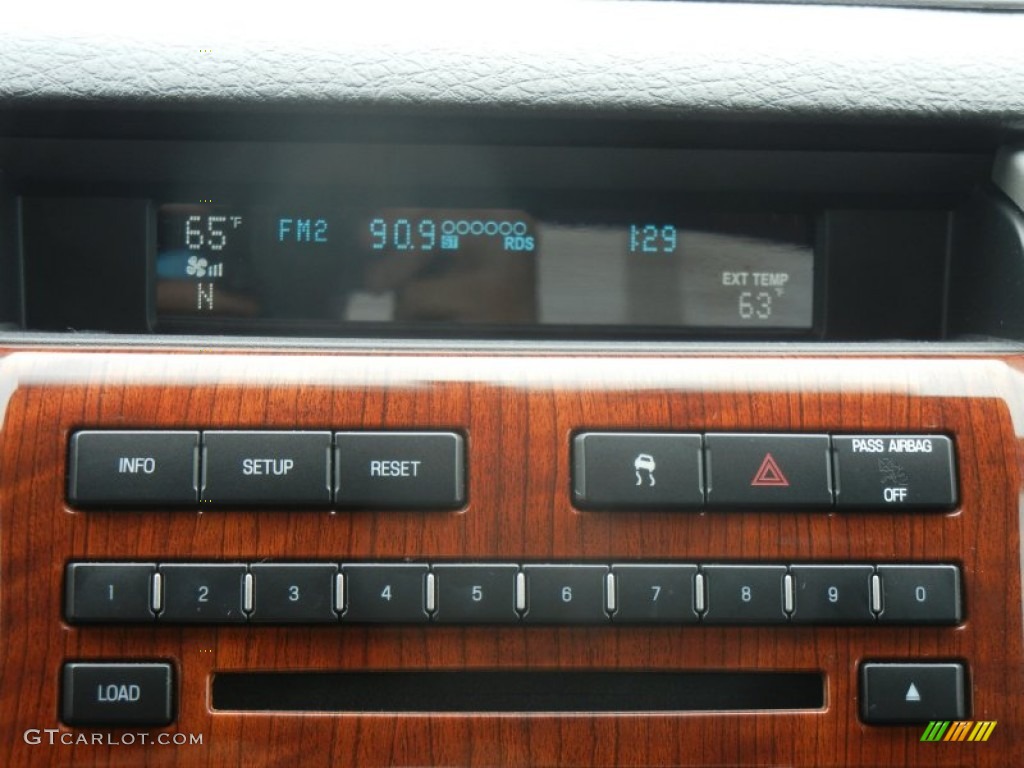 65°F FM2 90.9 ST RDS 1:29
N EXT TEMP
63°F
INFO SETUP RESET PASS AIRBAG
OFF
1 2 3 4 5 6 7 8 9 0
LOAD
GTCARLOT.COM